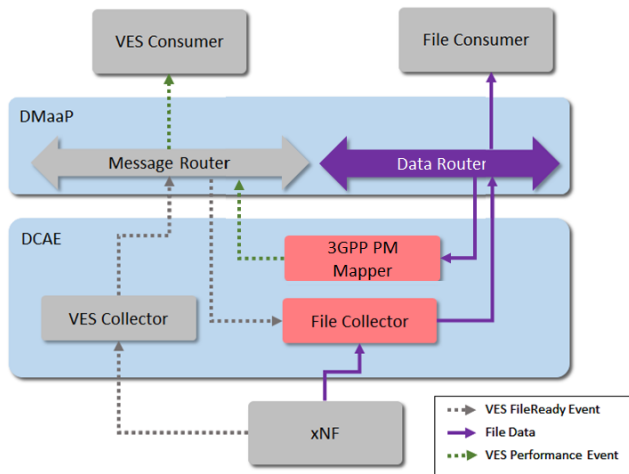 VES Consumer
File Consumer
DMaaP
Message Router
Data Router
DCAE
3GPP PM
Mapper
VES Collector
File Collector
xNF
VES FileReady Event
File Data
VES Performance Event